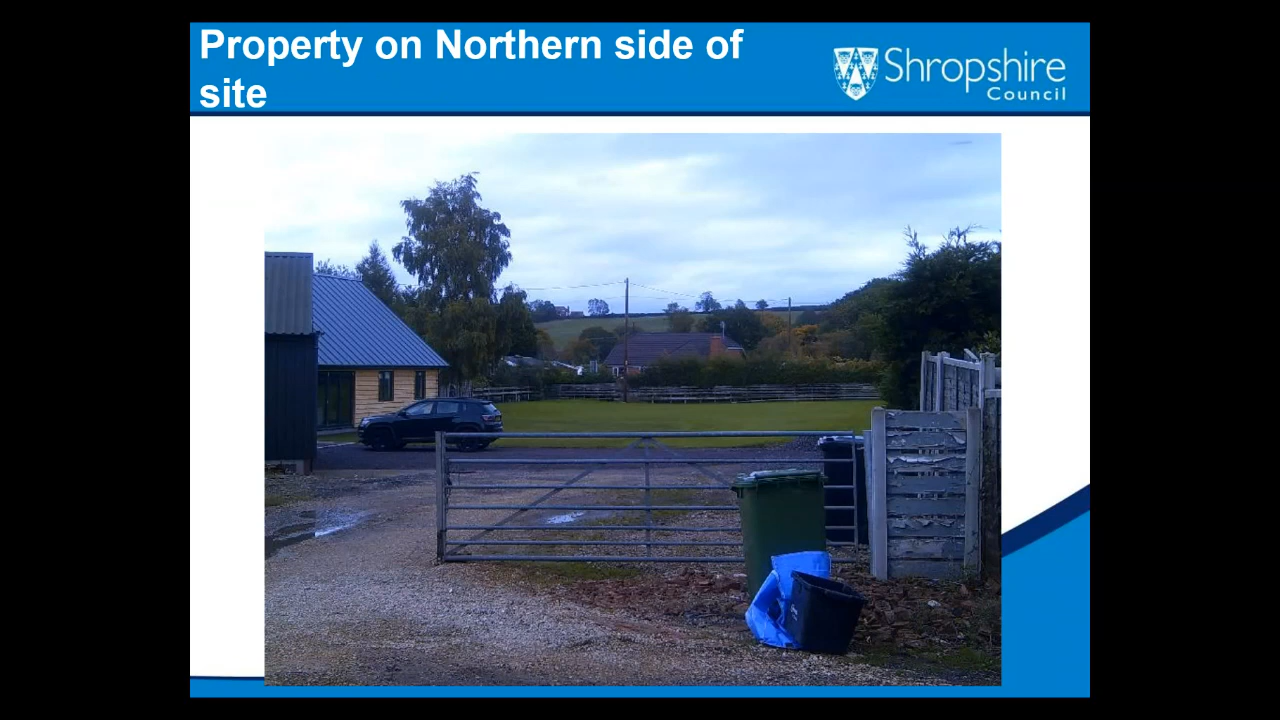 Property on Northern side of
site
Shropshire
Council